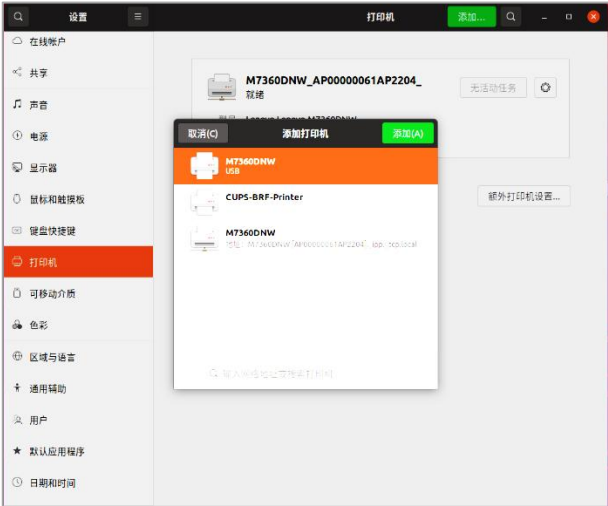 设置
打印机
添加...
在线帐户
共享
声音
电源
显示器
鼠标和触摸板
键盘快捷键
打印机
可移动介质
色彩
区域与语言
通用辅助
用户
默认应用程序
日期和时间
M7360DNW_AP00000061AP2204_
就绪
无活动任务
额外打印机设置...
取消(C)
添加打印机
添加(A)
M7360DNW
USB
CUPS-BRF-Printer
M7360DNW